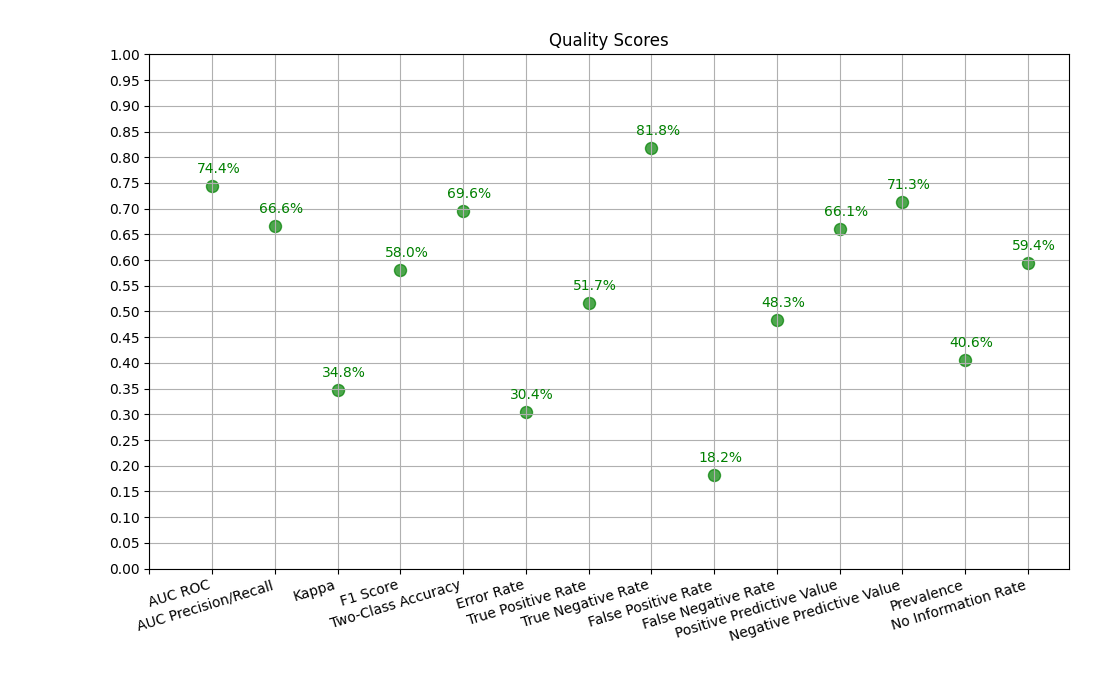 Quality Scores
1.00
0.95
0.90
0.85
0.80
0.75
0.70
0.65
0.60
0.55
0.50
0.45
0.40
0.35
0.30
0.25
0.20
0.15
0.10
0.05
0.00
74.4%
66.6%
34.8%
58.0%
69.6%
30.4%
51.7%
81.8%
18.2%
48.3%
66.1%
71.3%
40.6%
59.4%
AUC ROC
AUC Precision/Recall
Kappa
F1 Score
Two-Class Accuracy
Error Rate
True Positive Rate
True Negative Rate
False Positive Rate
False Negative Rate
Positive Predictive Value
Negative Predictive Value
Prevalence
No Information Rate